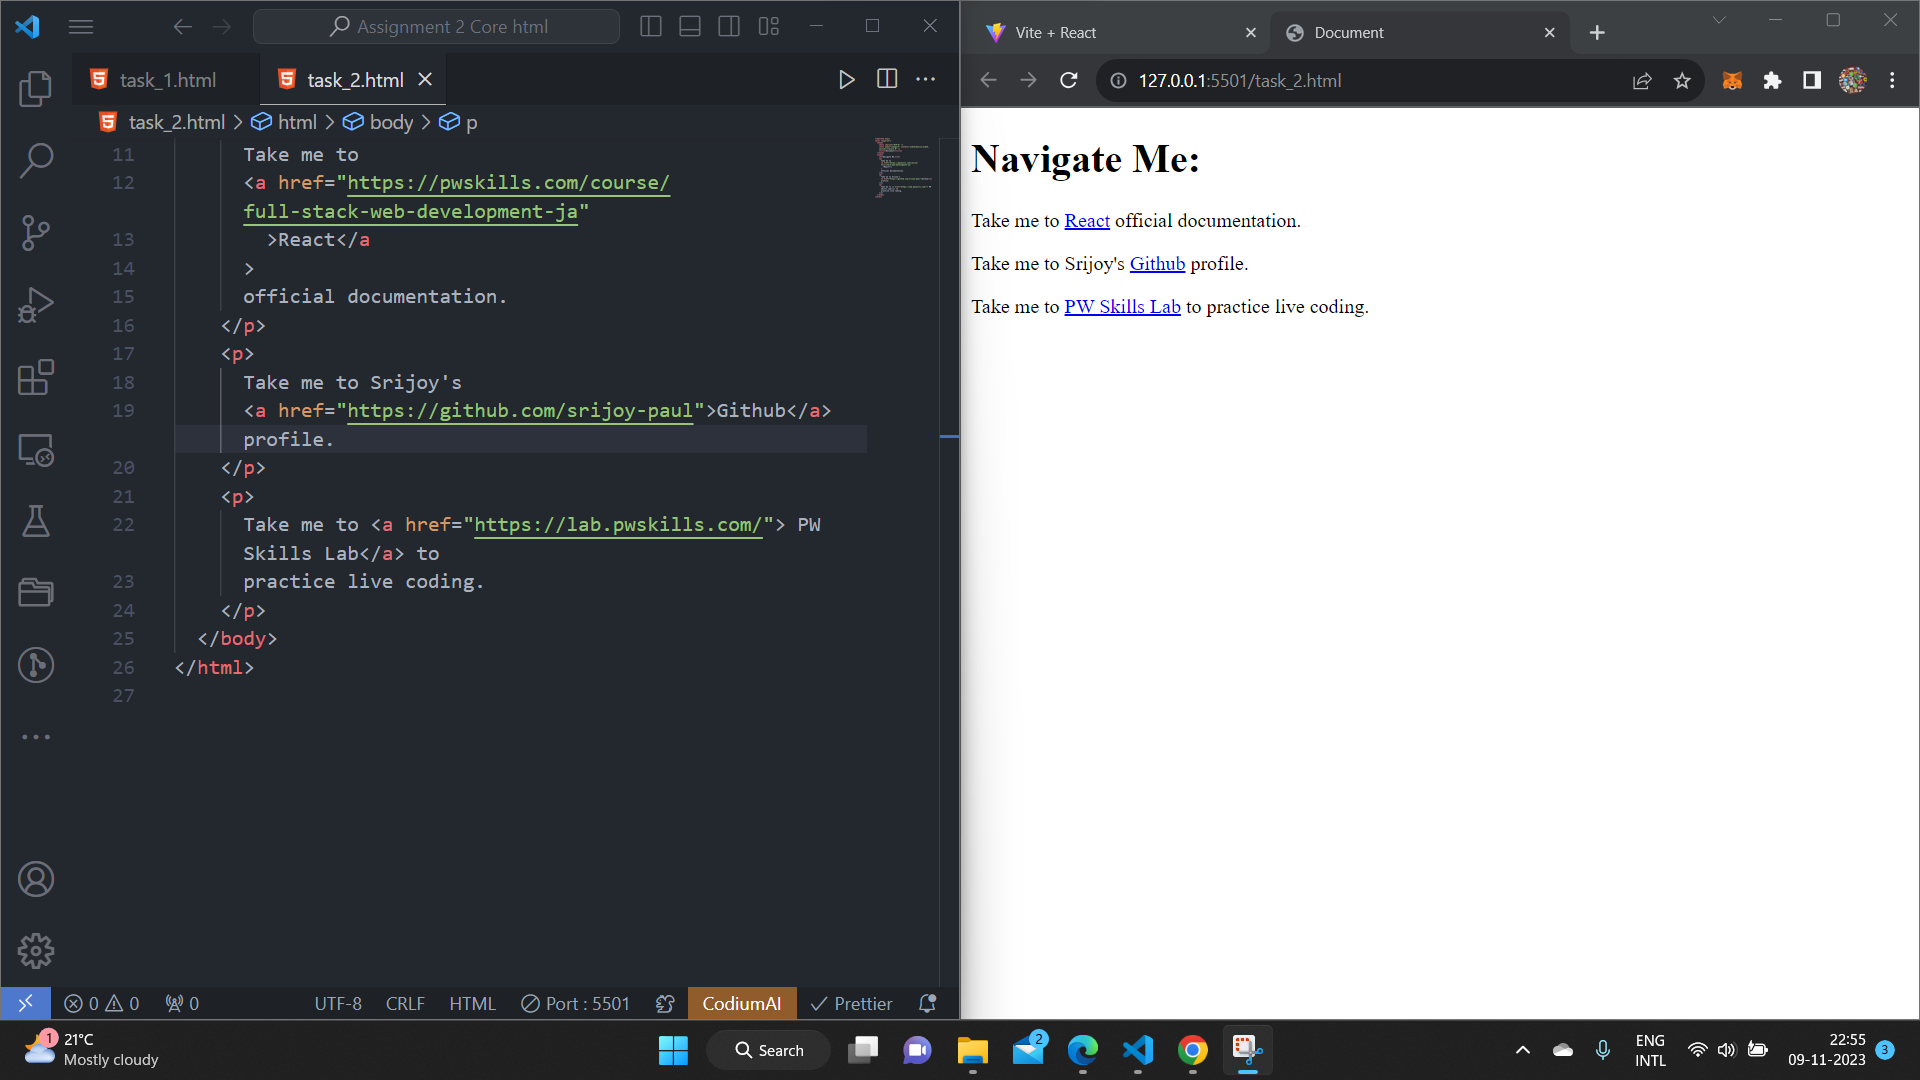 Assignment 2 Core html
task_1.html
task_2.html
task_2.html > html > body > p
11 Take me to
12 <a href="https://pwskills.com/course/
full-stack-web-development-ja"
13 >React</a
14 >
15 official documentation.
16 </p>
17 <p>
18 Take me to Srijoy's
19 <a href="https://github.com/srijoy-paul">Github</a>
profile.
20 </p>
21 <p>
22 Take me to <a href="https://lab.pwskills.com/"> PW
Skills Lab</a> to
23 practice live coding.
24 </p>
25 </body>
26 </html>
27
0 0 0 UTF-8 CRLF HTML Port : 5501 CodiumAI Prettier
Vite + React
Document
127.0.0.1:5501/task_2.html
Navigate Me:
Take me to React official documentation.
Take me to Srijoy's Github profile.
Take me to PW Skills Lab to practice live coding.
1
21°C
Mostly cloudy
Search
2
ENG
INTL
22:55
09-11-2023
3